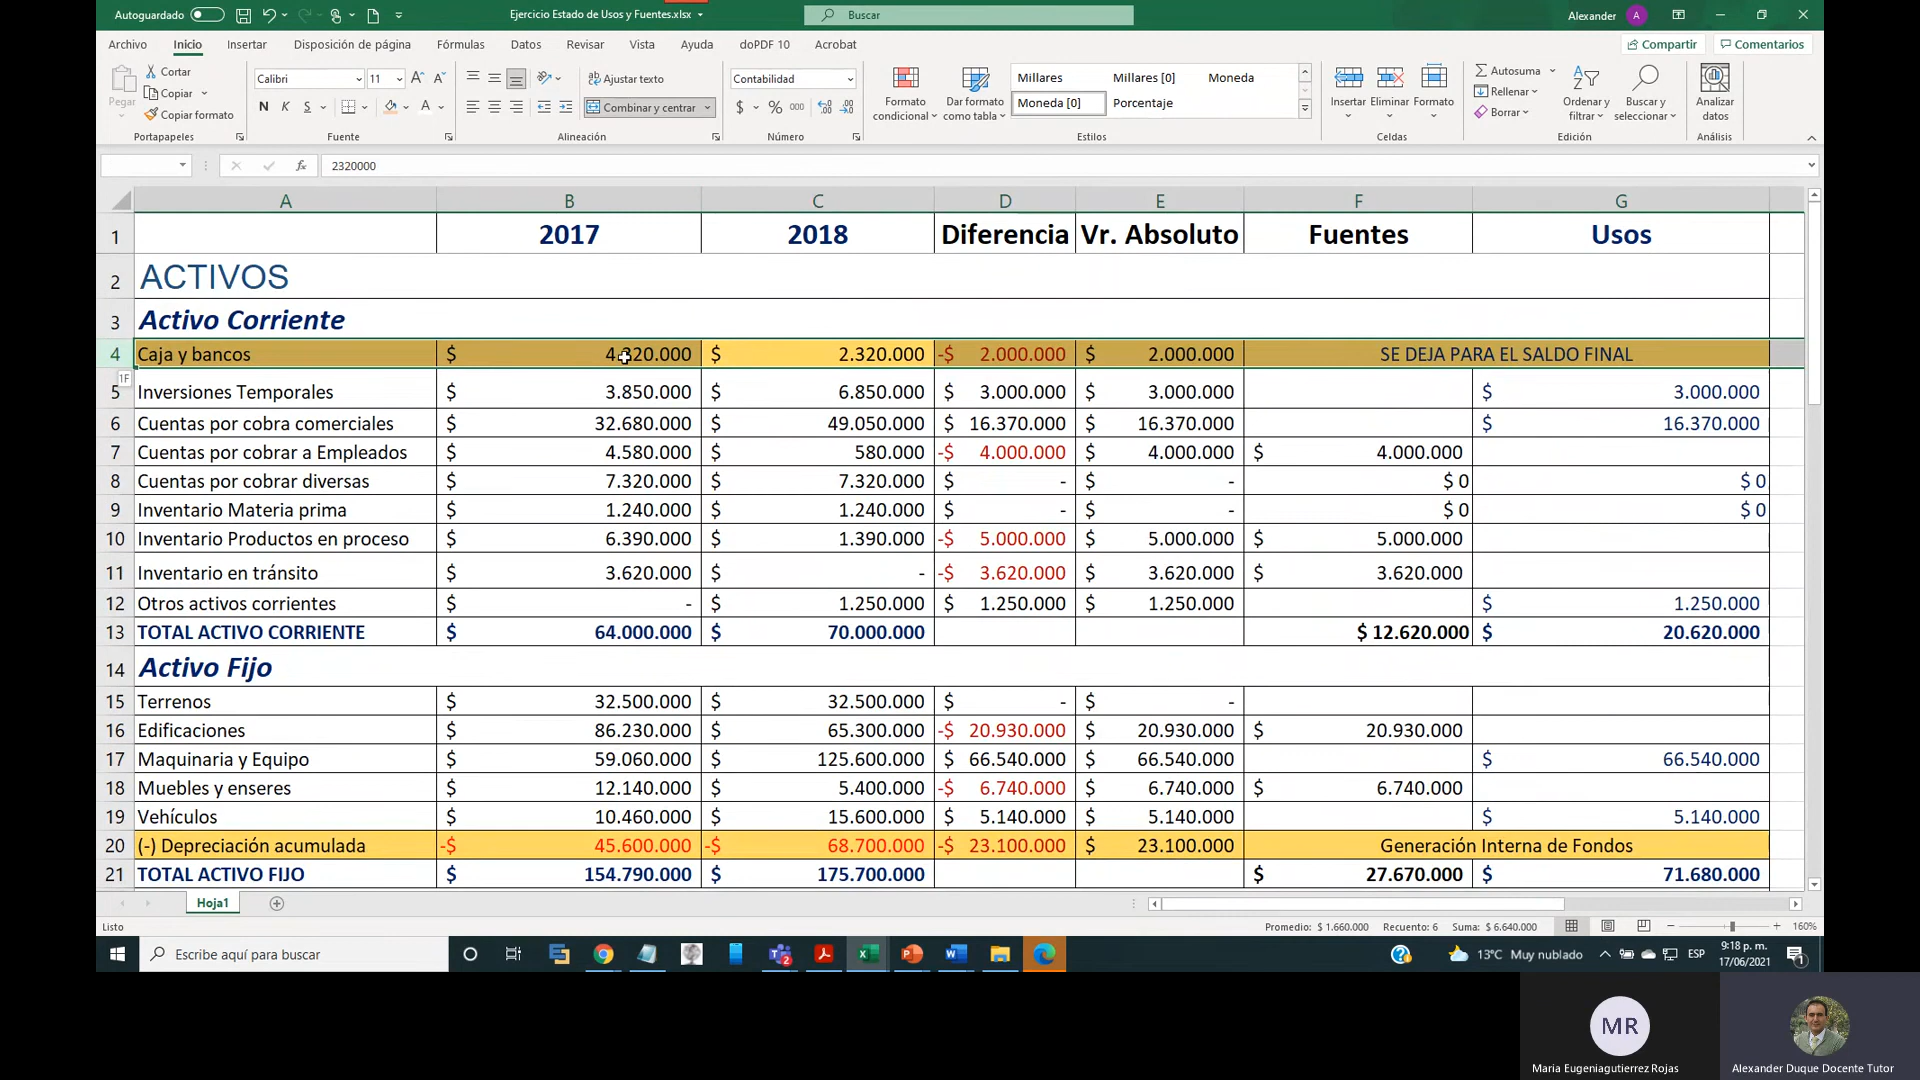 Autoguardado
Ejercicio Estado de Usos y Fuentes.xlsx
Buscar
Alexander
A
Archivo Inicio Insertar Disposición de página Fórmulas Datos Revisar Vista Ayuda doPDF 10 Acrobat
Compartir Comentarios
Pegar
Cortar
Copiar
Copiar formato
Portapapeles
Calibri 11
N K S
Fuente
Ajustar texto
Combinar y centrar
Alineación
Contabilidad
$ % 000
Número
Formato condicional
Dar formato como tabla
Millares Millares [0] Moneda
Moneda [0] Porcentaje
Estilos
Insertar Eliminar Formato
Celdas
Autosuma
Rellenar
Borrar
Ordenar y filtrar
Buscar y seleccionar
Edición
Analizar datos
Análisis
fx 2320000
A B C D E F G
1 2017 2018 Diferencia Vr. Absoluto Fuentes Usos
2 ACTIVOS
3 Activo Corriente
4 Caja y bancos $ 4.320.000 $ 2.320.000 -$ 2.000.000 $ 2.000.000 SE DEJA PARA EL SALDO FINAL
5 Inversiones Temporales $ 3.850.000 $ 6.850.000 $ 3.000.000 $ 3.000.000 $ 3.000.000
6 Cuentas por cobra comerciales $ 32.680.000 $ 49.050.000 $ 16.370.000 $ 16.370.000 $ 16.370.000
7 Cuentas por cobrar a Empleados $ 4.580.000 $ 580.000 -$ 4.000.000 $ 4.000.000 $ 4.000.000
8 Cuentas por cobrar diversas $ 7.320.000 $ 7.320.000 $ - $ - $ 0 $ 0
9 Inventario Materia prima $ 1.240.000 $ 1.240.000 $ - $ - $ 0 $ 0
10 Inventario Productos en proceso $ 6.390.000 $ 1.390.000 -$ 5.000.000 $ 5.000.000 $ 5.000.000
11 Inventario en tránsito $ 3.620.000 $ - -$ 3.620.000 $ 3.620.000 $ 3.620.000
12 Otros activos corrientes $ - $ 1.250.000 $ 1.250.000 $ 1.250.000 $ 1.250.000
13 TOTAL ACTIVO CORRIENTE $ 64.000.000 $ 70.000.000 $ 12.620.000 $ 20.620.000
14 Activo Fijo
15 Terrenos $ 32.500.000 $ 32.500.000 $ - $ -
16 Edificaciones $ 86.230.000 $ 65.300.000 -$ 20.930.000 $ 20.930.000 $ 20.930.000
17 Maquinaria y Equipo $ 59.060.000 $ 125.600.000 $ 66.540.000 $ 66.540.000 $ 66.540.000
18 Muebles y enseres $ 12.140.000 $ 5.400.000 -$ 6.740.000 $ 6.740.000 $ 6.740.000
19 Vehículos $ 10.460.000 $ 15.600.000 $ 5.140.000 $ 5.140.000 $ 5.140.000
20 (-) Depreciación acumulada -$ 45.600.000 -$ 68.700.000 -$ 23.100.000 $ 23.100.000 Generación Interna de Fondos
21 TOTAL ACTIVO FIJO $ 154.790.000 $ 175.700.000 $ 27.670.000 $ 71.680.000
Hoja1
Listo
Promedio: $ 1.660.000 Recuento: 6 Suma: $ 6.640.000
160%
Escribe aquí para buscar
13°C Muy nublado
ESP
9:18 p. m.
17/06/2021
MR
Maria Eugeniagutierrez Rojas
Alexander Duque Docente Tutor